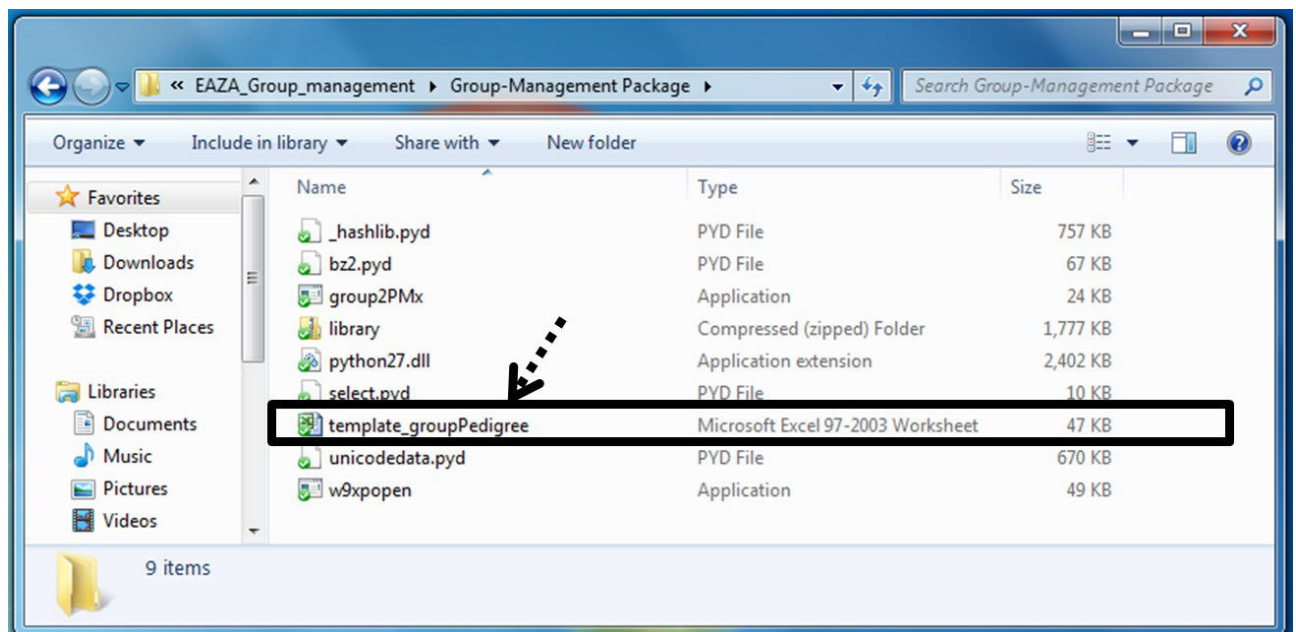 « EAZA_Group_management ▸ Group-Management Package ▸ Search Group-Management Package
Organize Include in library Share with New folder
Favorites
Desktop
Downloads
Dropbox
Recent Places
Libraries
Documents
Music
Pictures
Videos
Name Type Size
_hashlib.pyd PYD File 757 KB
bz2.pyd PYD File 67 KB
group2PMx Application 24 KB
library Compressed (zipped) Folder 1,777 KB
python27.dll Application extension 2,402 KB
select.pyd PYD File 10 KB
template_groupPedigree Microsoft Excel 97-2003 Worksheet 47 KB
unicodedata.pyd PYD File 670 KB
w9xpopen Application 49 KB
9 items